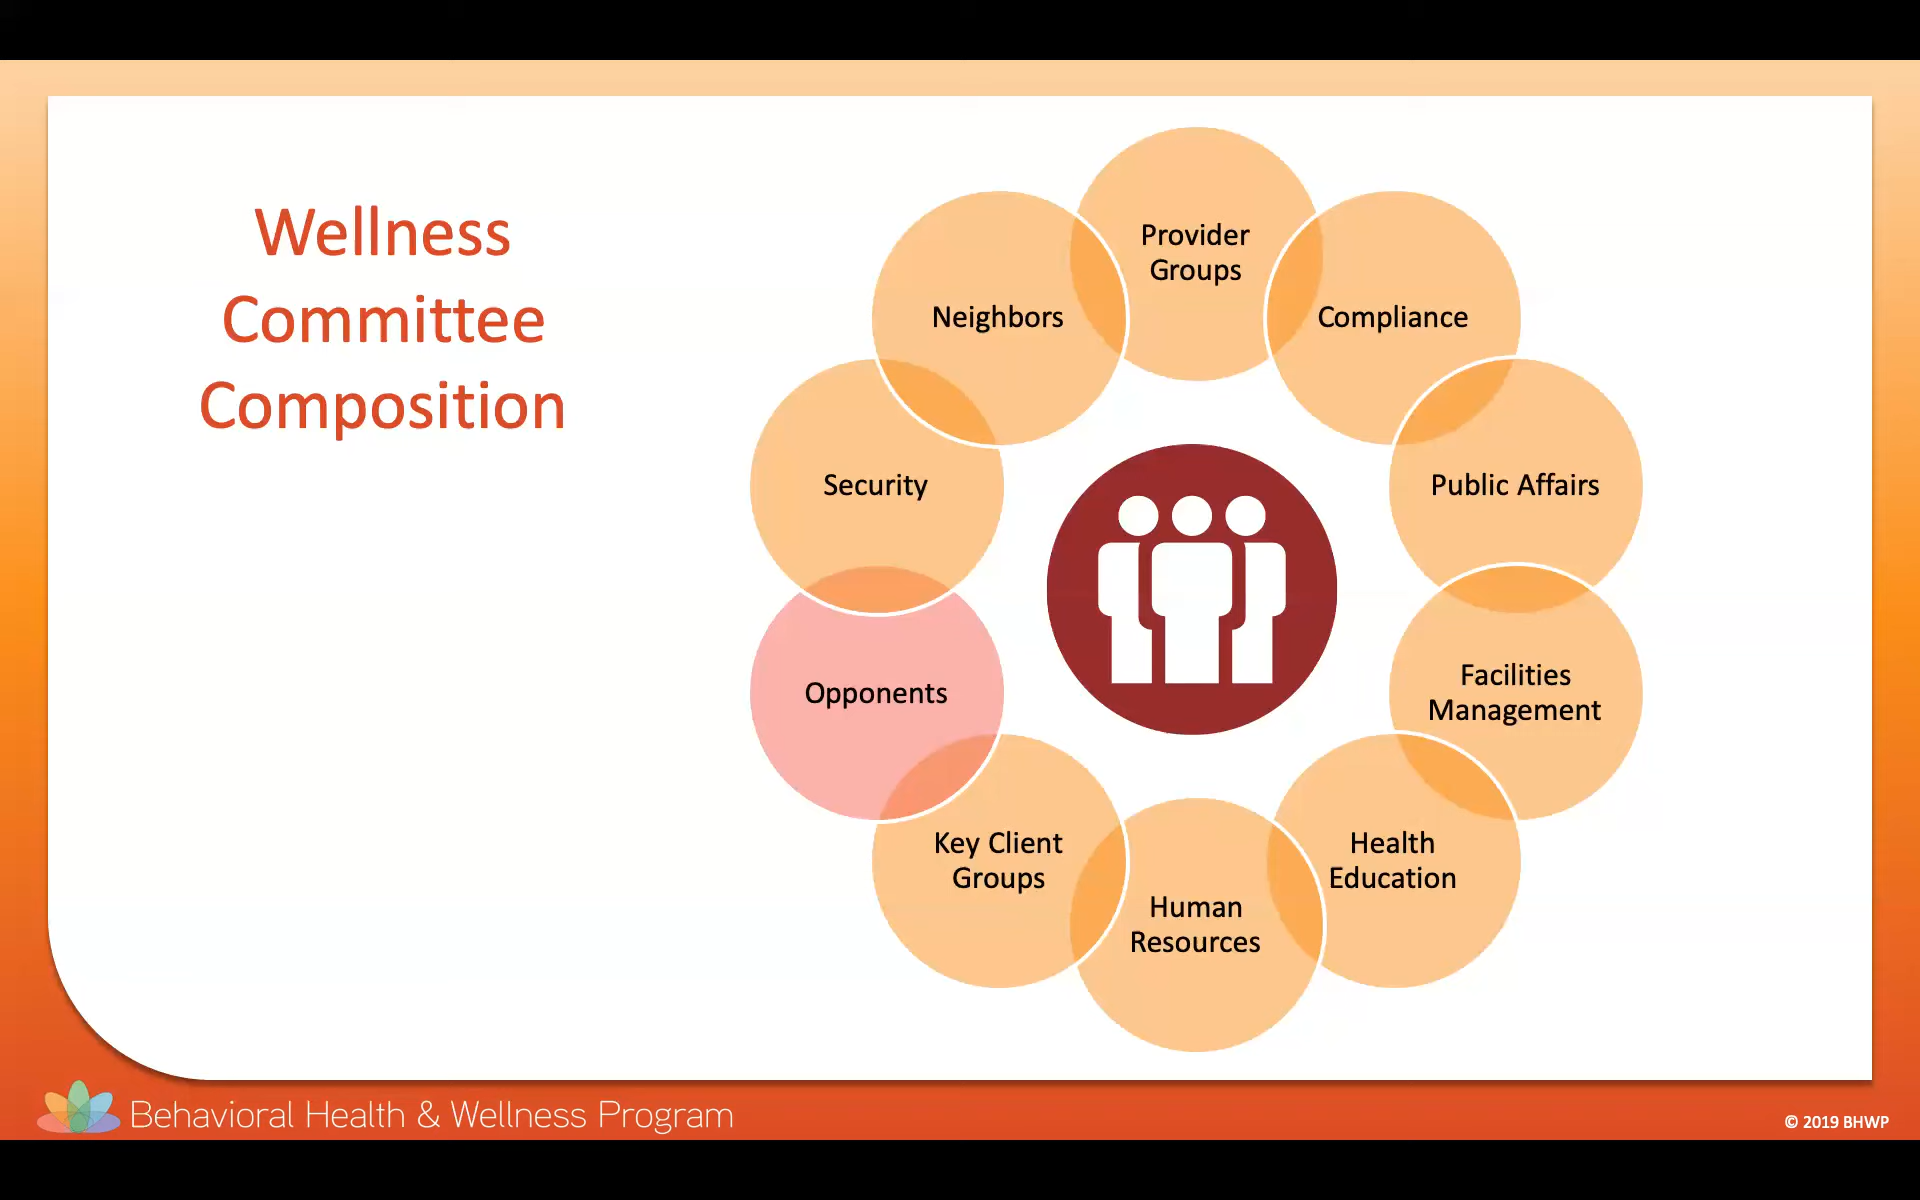 Wellness
Committee
Composition
Provider
Groups
Compliance
Public Affairs
Facilities
Management
Health
Education
Human
Resources
Key Client
Groups
Opponents
Security
Neighbors
Behavioral Health & Wellness Program
© 2019 BHWP